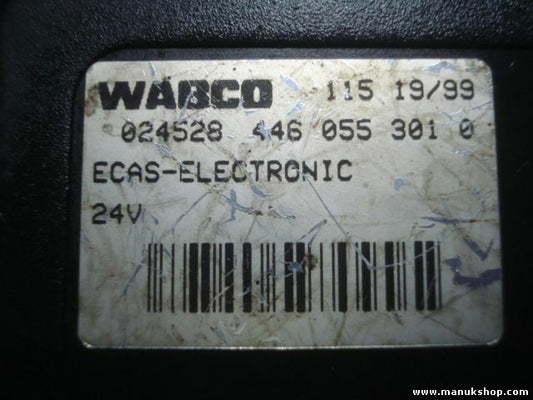 WABCO 115 19/99
024528 446 055 301 0
ECAS-ELECTRONIC
24V
www.manukshop.com